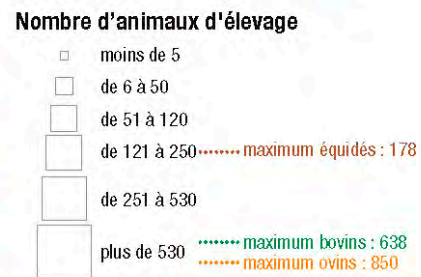 Nombre d’animaux d'élevage
moins de 5
de 6 à 50
de 51 à 120
de 121 à 250 ........ maximum équidés : 178
de 251 à 530
plus de 530 ........ maximum bovins : 638
........ maximum ovins : 850